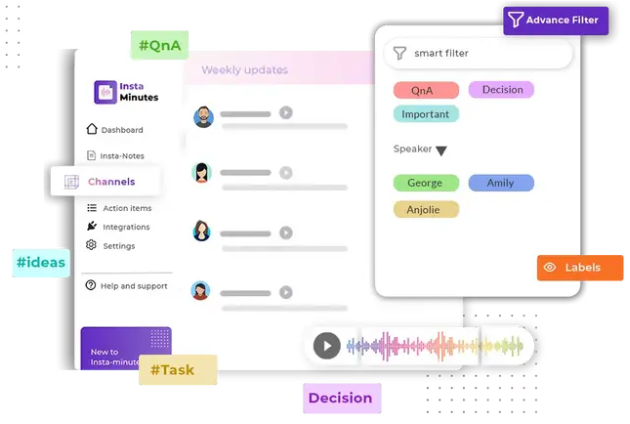 Advance Filter
#QnA
smart filter
Weekly updates
Insta
Minutes
QnA
Decision
Important
Dashboard
Speaker
Insta-Notes
Channels
George
Amily
Action items
Anjolie
Integrations
Settings
#ideas
Labels
Help and support
New to
Insta-minute
#Task
Decision